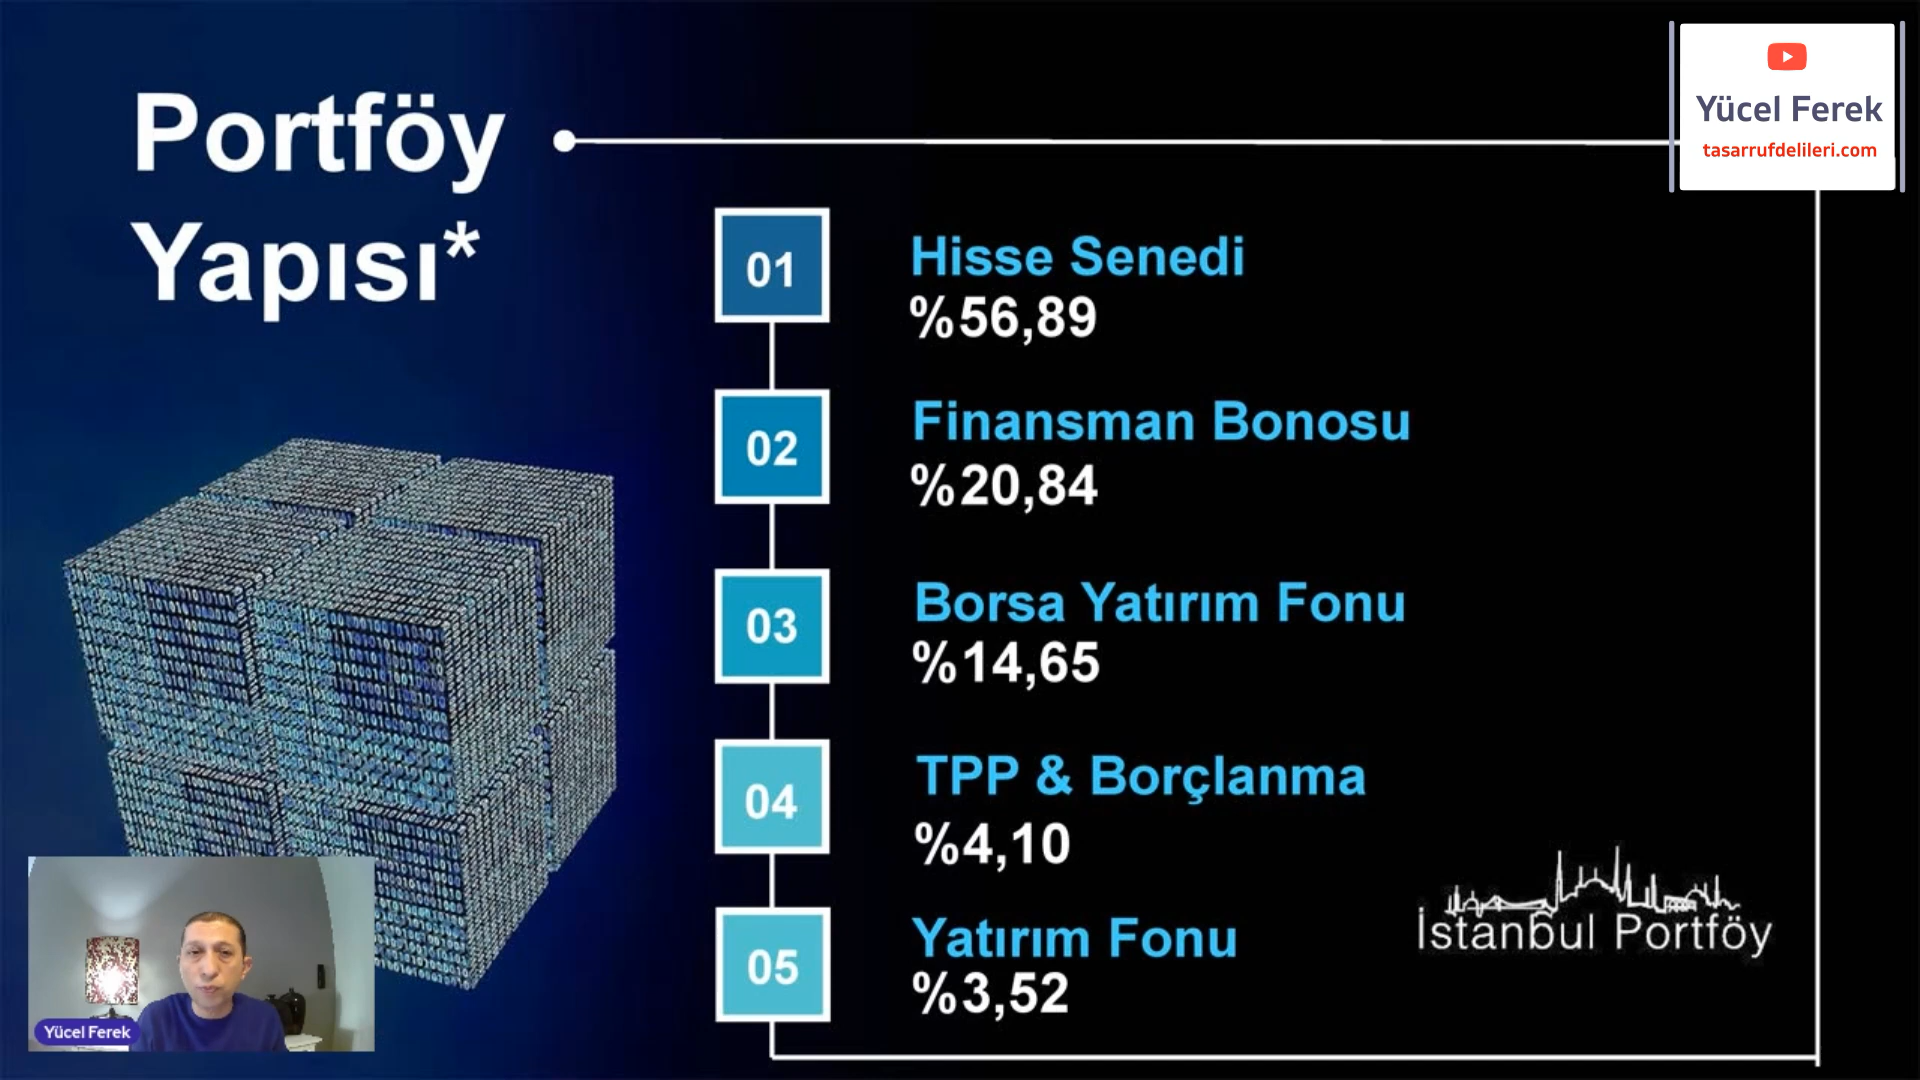 Portföy
Yapısı*
Yücel Ferek
tasarrufdelileri.com
01
Hisse Senedi
%56,89
02
Finansman Bonosu
%20,84
03
Borsa Yatırım Fonu
%14,65
04
TPP & Borçlanma
%4,10
05
Yatırım Fonu
%3,52
İstanbul Portföy
Yücel Ferek